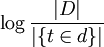 log |D| / |{t ∈ d}|